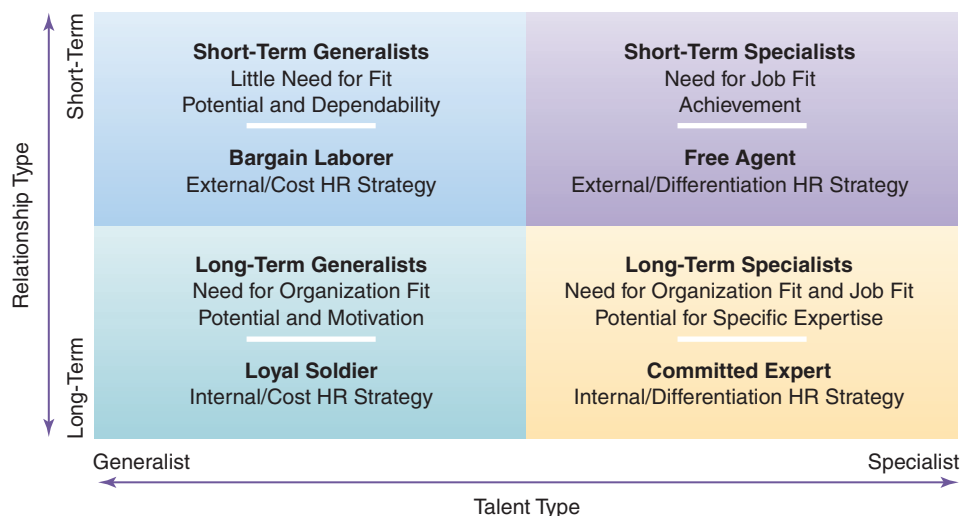 Relationship Type
Short-Term
Long-Term
Short-Term Generalists
Little Need for Fit
Potential and Dependability
Bargain Laborer
External/Cost HR Strategy
Short-Term Specialists
Need for Job Fit
Achievement
Free Agent
External/Differentiation HR Strategy
Long-Term Generalists
Need for Organization Fit
Potential and Motivation
Loyal Soldier
Internal/Cost HR Strategy
Long-Term Specialists
Need for Organization Fit and Job Fit
Potential for Specific Expertise
Committed Expert
Internal/Differentiation HR Strategy
Generalist
Specialist
Talent Type